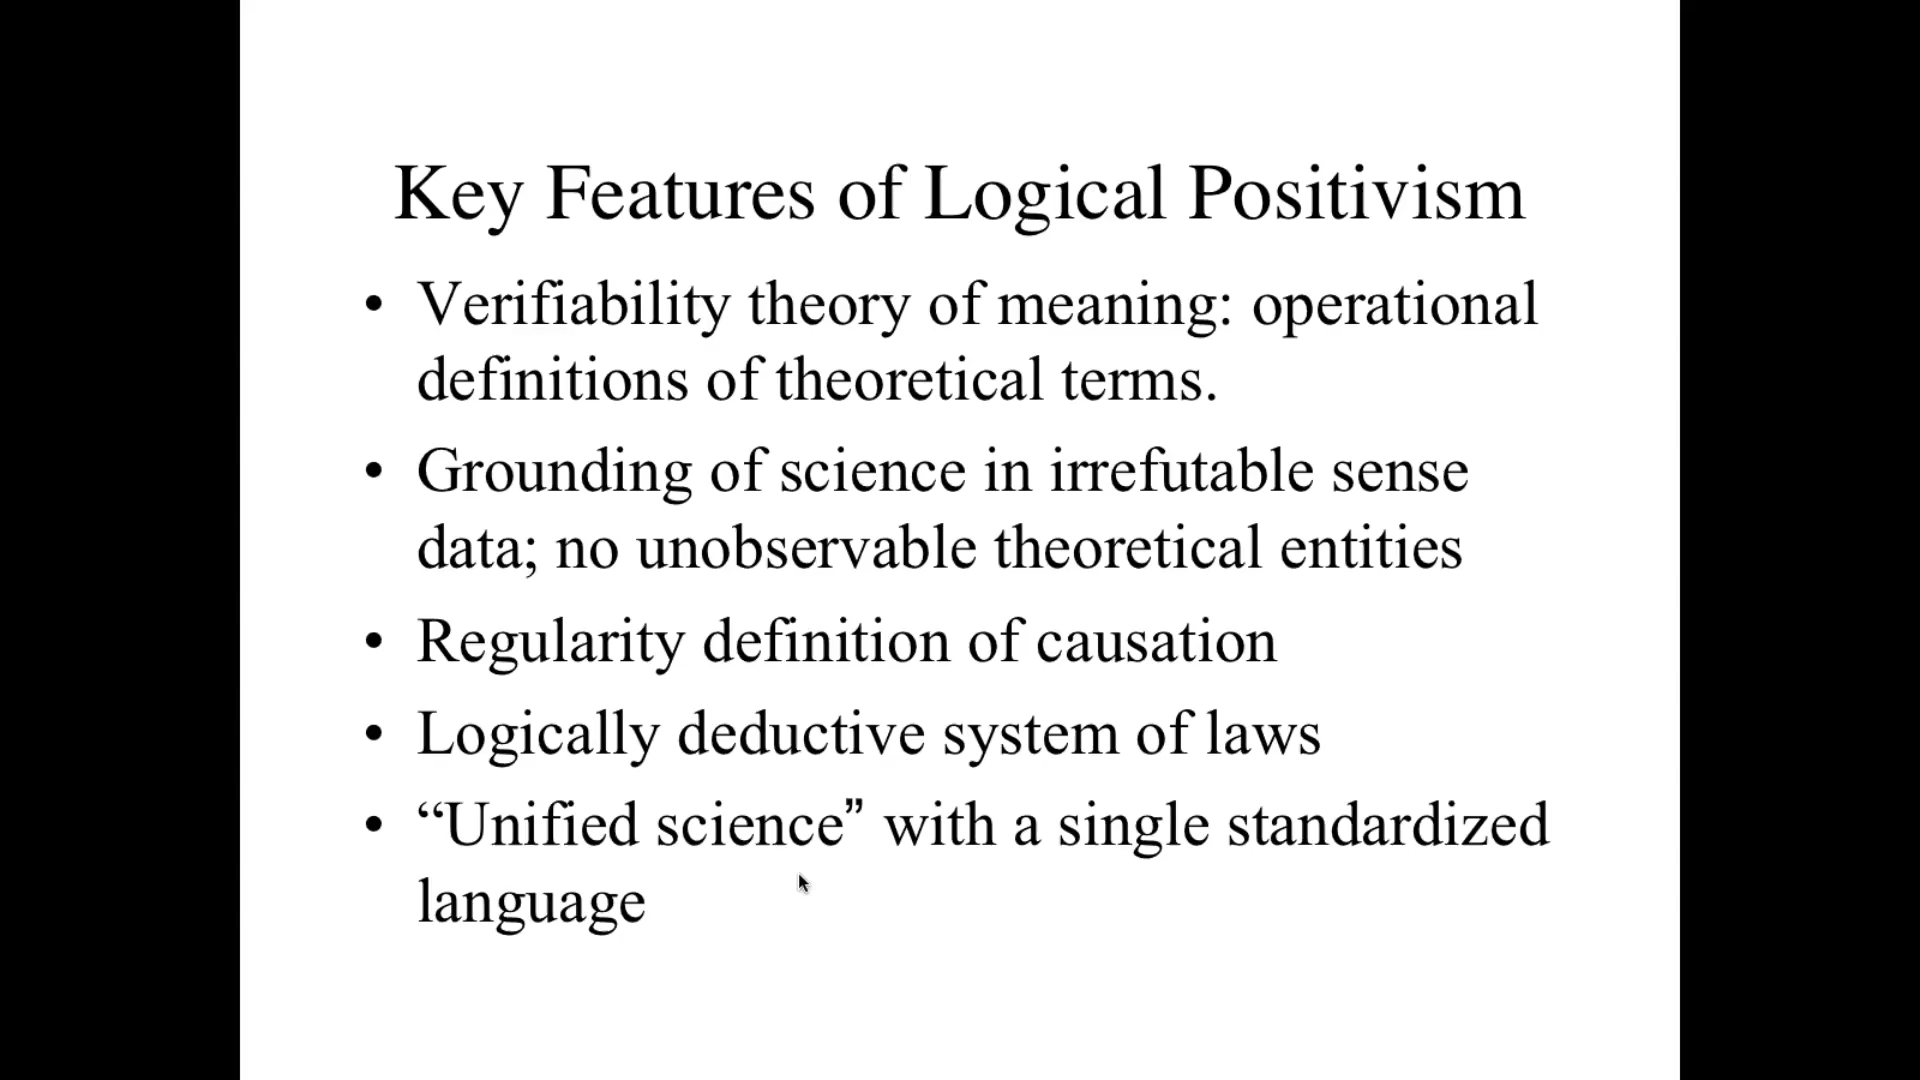 Key Features of Logical Positivism
• Verifiability theory of meaning: operational
definitions of theoretical terms.
• Grounding of science in irrefutable sense
data; no unobservable theoretical entities
• Regularity definition of causation
• Logically deductive system of laws
• “Unified science” with a single standardized
language